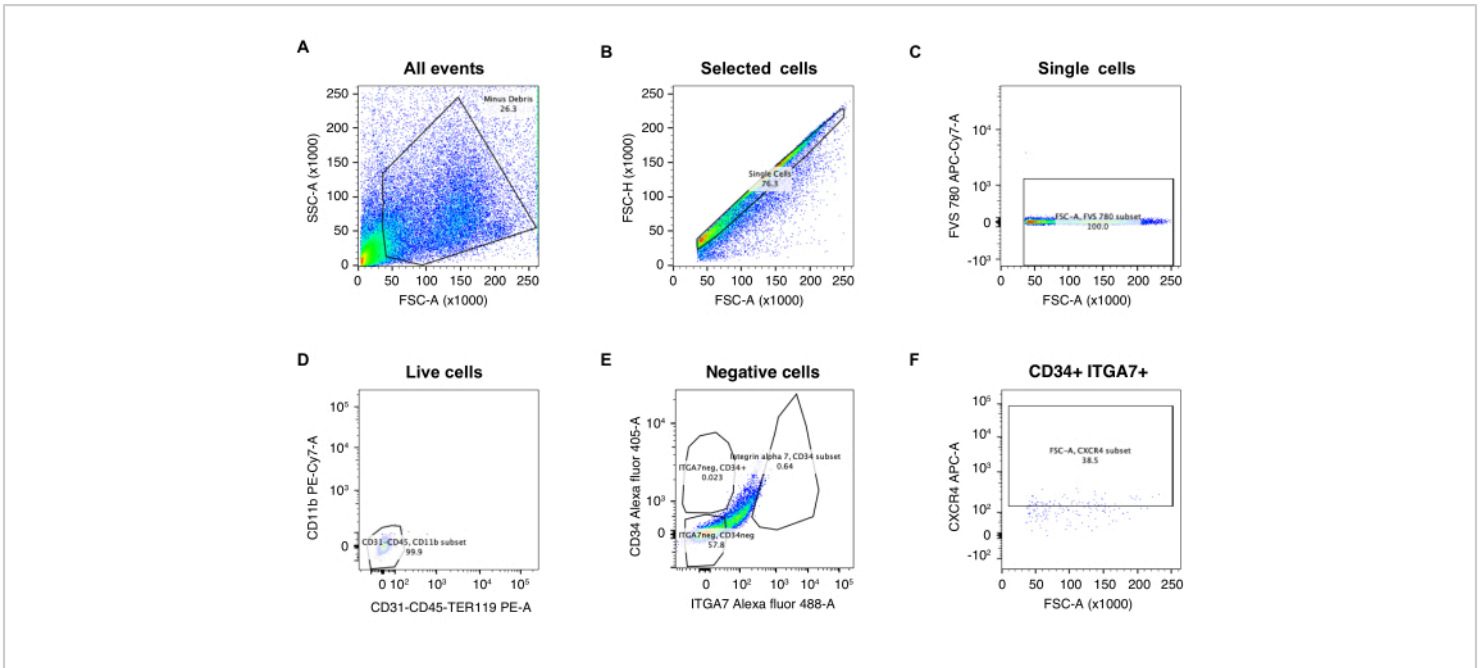 A
All events
SSC-A (x1000)
250
200
150
100
50
0
Minus Debris
26.3
0 50 100 150 200 250
FSC-A (x1000)
B
Selected cells
FSC-H (x1000)
250
200
150
100
50
0
Single Cells
76.3
0 50 100 150 200 250
FSC-A (x1000)
C
Single cells
FVS 780 APC-Cy7-A
10⁴
10³
0
-10³
FSC-A, FVS 780 subset
100.0
0 50 100 150 200 250
FSC-A (x1000)
D
Live cells
CD11b PE-Cy7-A
10⁵
10⁴
10³
0
CD31-CD45, CD11b subset
99.9
0 10² 10³ 10⁴ 10⁵
CD31-CD45-TER119 PE-A
E
Negative cells
CD34 Alexa fluor 405-A
10⁴
10³
0
Integrin alpha 7, CD34 subset
0.64
ITGA7neg, CD34+
0.023
ITGA7neg, CD34neg
57.8
0 10² 10³ 10⁴ 10⁵
ITGA7 Alexa fluor 488-A
F
CD34+ ITGA7+
CXCR4 APC-A
10⁵
10⁴
10³
10²
0
-10²
FSC-A, CXCR4 subset
38.5
0 50 100 150 200 250
FSC-A (x1000)